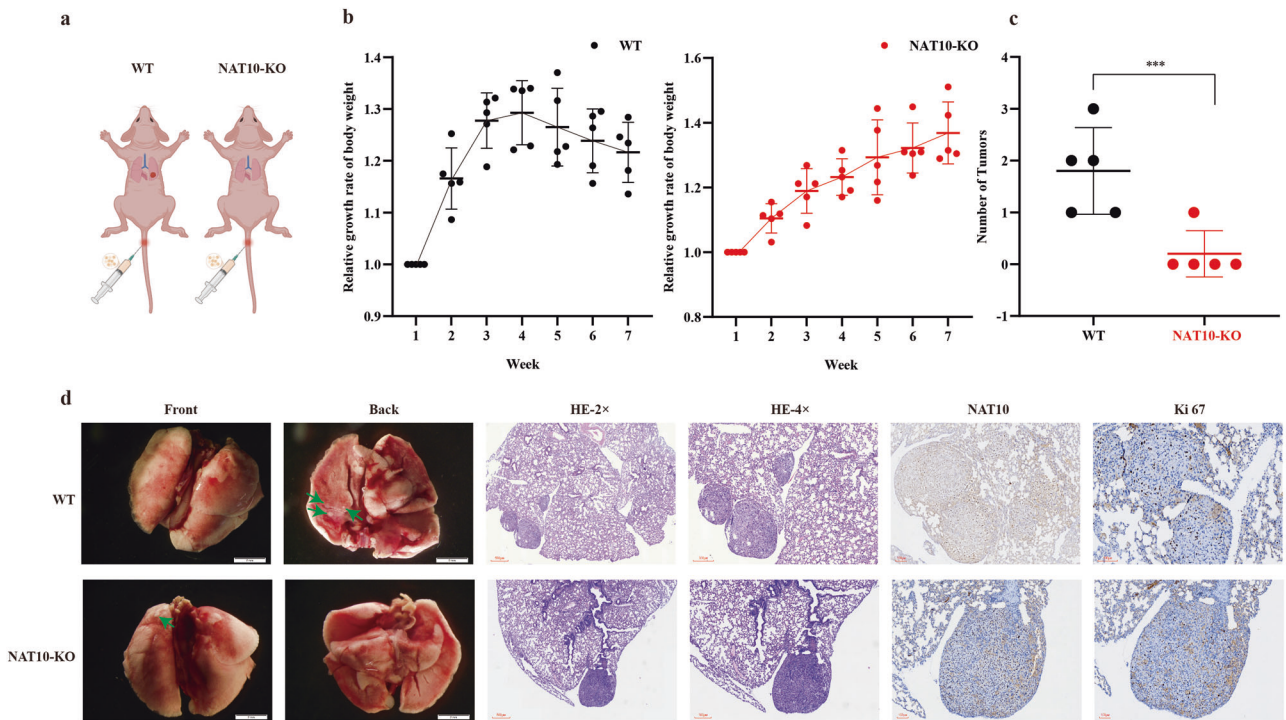 a
WT
NAT10-KO
b
WT
Relative growth rate of body weight
1.4
1.3
1.2
1.1
1.0
0.9
1 2 3 4 5 6 7
Week
NAT10-KO
Relative growth rate of body weight
1.6
1.4
1.2
1.0
0.8
1 2 3 4 5 6 7
Week
c
***
Number of Tumors
4
3
2
1
0
-1
WT
NAT10-KO
d
Front Back HE-2× HE-4× NAT10 Ki 67
WT
NAT10-KO